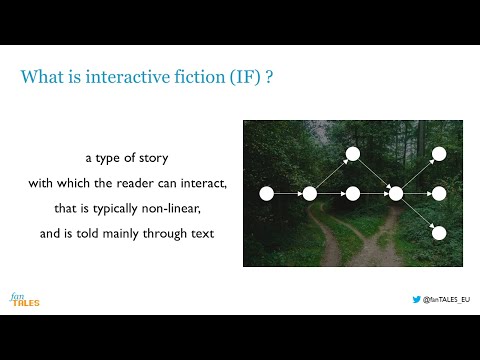 What is interactive fiction (IF) ?
a type of story
with which the reader can interact,
that is typically non-linear,
and is told mainly through text
fan
TALES
@fanTALES_EU